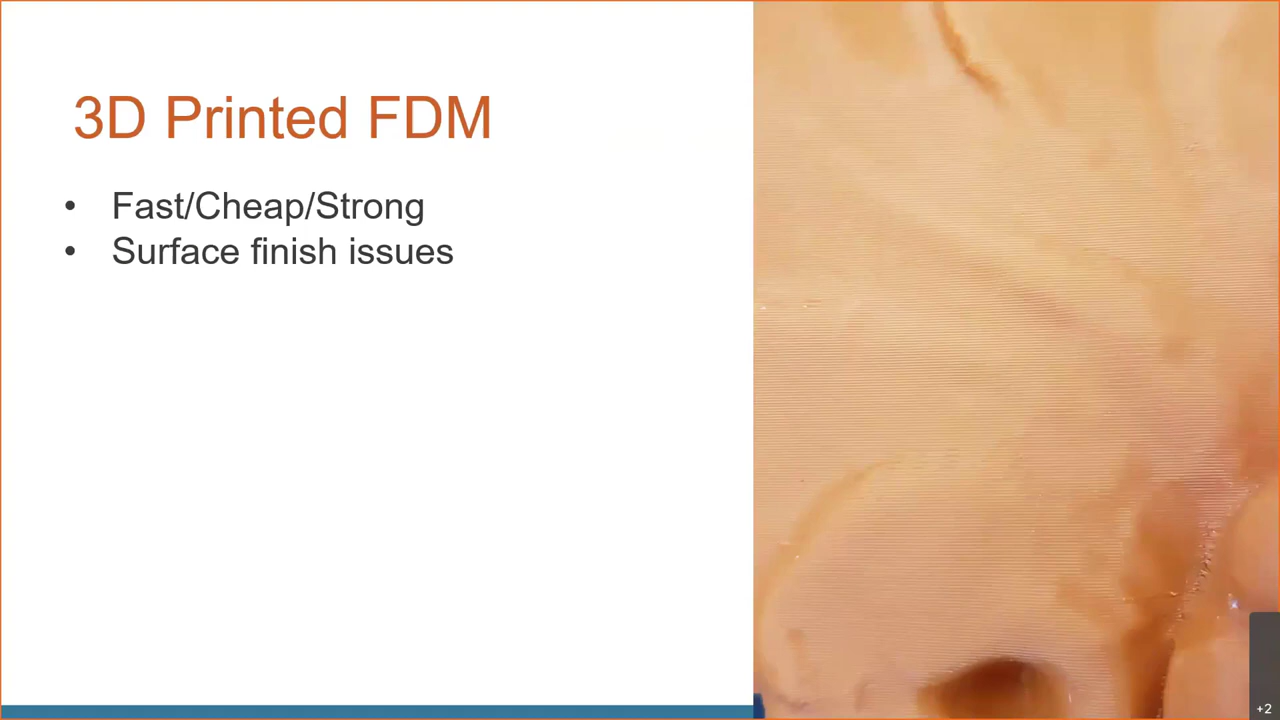 3D Printed FDM
• Fast/Cheap/Strong
• Surface finish issues
+2